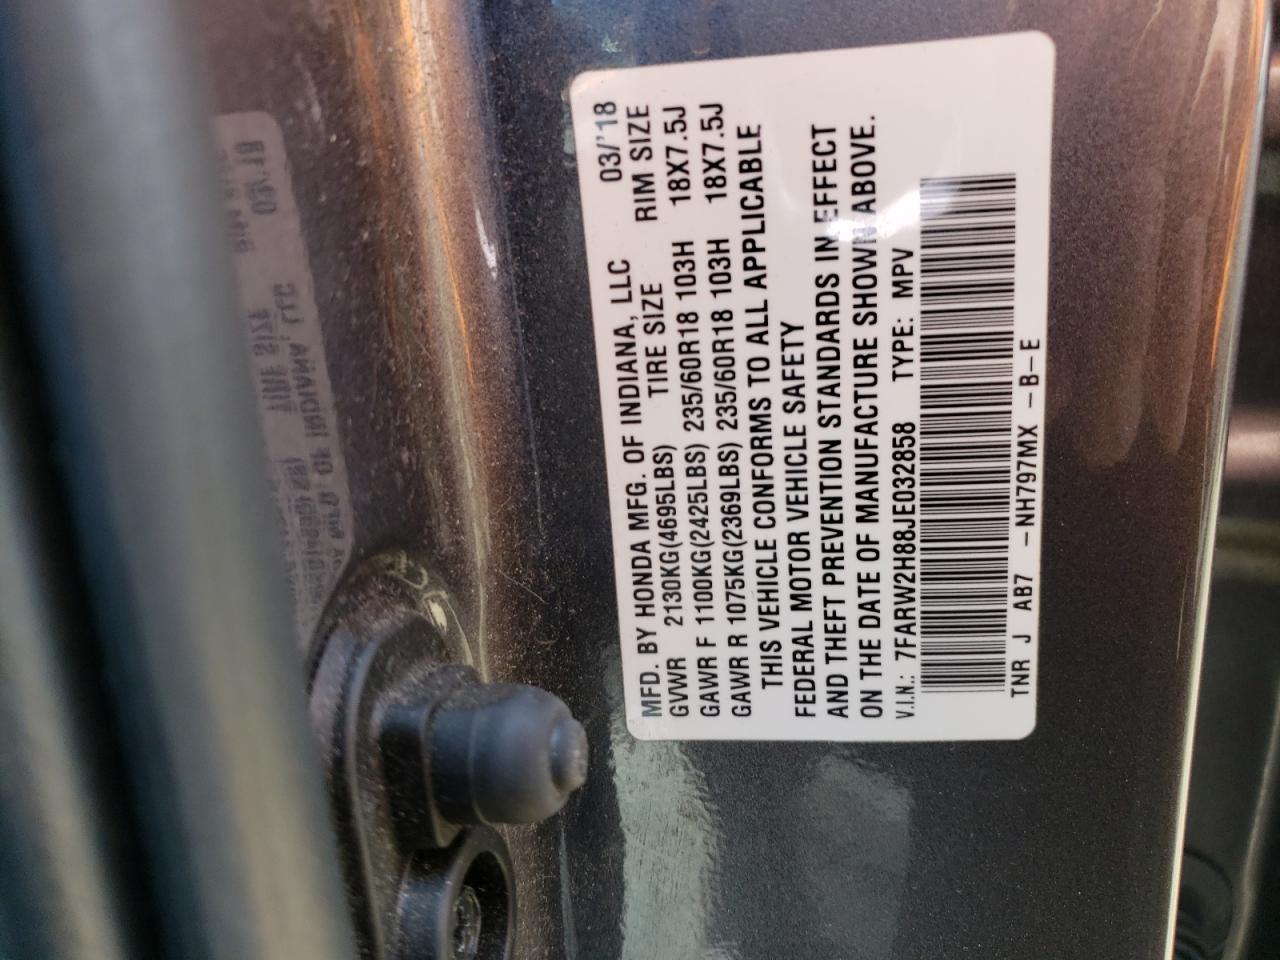 MFD. BY HONDA MFG. OF INDIANA, LLC 03/'18
GVWR 2130KG(4695LBS) TIRE SIZE RIM SIZE
GAWR F 1100KG(2425LBS) 235/60R18 103H 18X7.5J
GAWR R 1075KG(2369LBS) 235/60R18 103H 18X7.5J
THIS VEHICLE CONFORMS TO ALL APPLICABLE
FEDERAL MOTOR VEHICLE SAFETY
AND THEFT PREVENTION STANDARDS IN EFFECT
ON THE DATE OF MANUFACTURE SHOWN ABOVE.
V.I.N.: 7FARW2H88JE032858 TYPE: MPV
TNR J AB7 -NH797MX -B-E